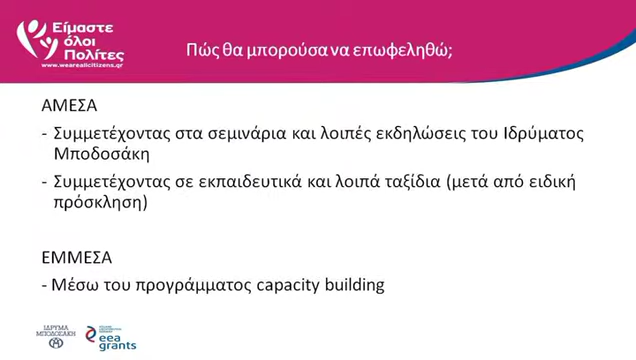 Είμαστε
όλοι
Πολίτες
www.weareallcitizens.gr
Πώς θα μπορούσα να επωφεληθώ;
ΑΜΕΣΑ
- Συμμετέχοντας στα σεμινάρια και λοιπές εκδηλώσεις του Ιδρύματος
Μποδοσάκη
- Συμμετέχοντας σε εκπαιδευτικά και λοιπά ταξίδια (μετά από ειδική
πρόσκληση)
ΕΜΜΕΣΑ
- Μέσω του προγράμματος capacity building
ΙΔΡΥΜΑ
ΜΠΟΔΟΣΑΚΗ
eea
grants